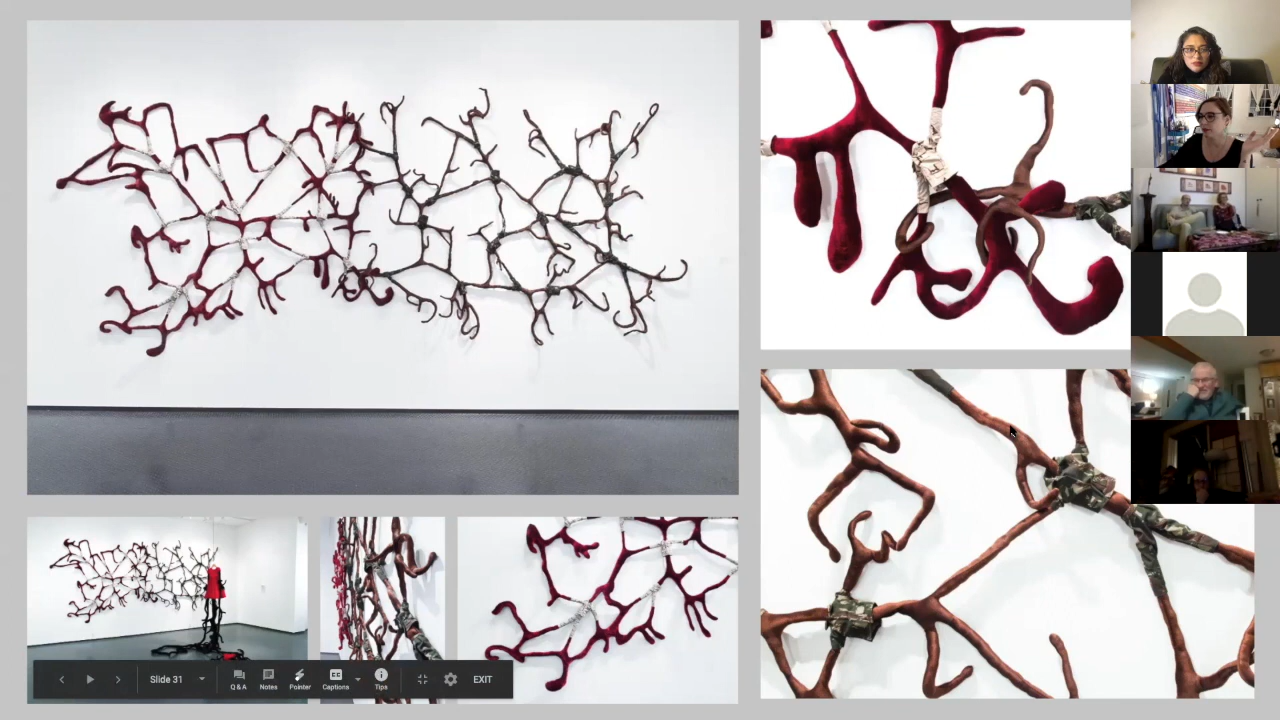 Slide 31
Q & A
Notes
Pointer
Captions
Tips
EXIT